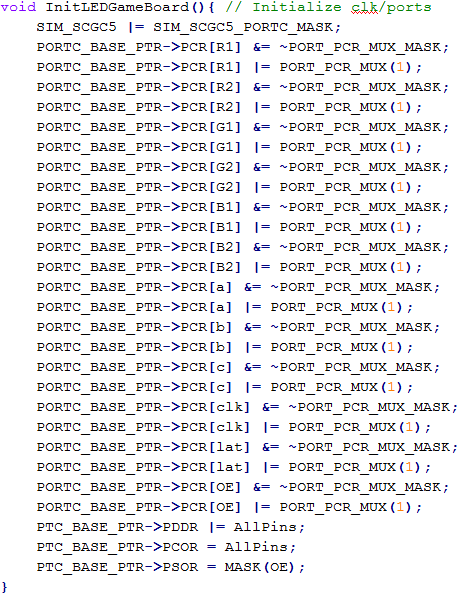 void InitLEDGameBoard(){ // Initialize clk/ports
SIM_SCGC5 |= SIM_SCGC5_PORTC_MASK;
PORTC_BASE_PTR->PCR[R1] &= ~PORT_PCR_MUX_MASK;
PORTC_BASE_PTR->PCR[R1] |= PORT_PCR_MUX(1);
PORTC_BASE_PTR->PCR[R2] &= ~PORT_PCR_MUX_MASK;
PORTC_BASE_PTR->PCR[R2] |= PORT_PCR_MUX(1);
PORTC_BASE_PTR->PCR[G1] &= ~PORT_PCR_MUX_MASK;
PORTC_BASE_PTR->PCR[G1] |= PORT_PCR_MUX(1);
PORTC_BASE_PTR->PCR[G2] &= ~PORT_PCR_MUX_MASK;
PORTC_BASE_PTR->PCR[G2] |= PORT_PCR_MUX(1);
PORTC_BASE_PTR->PCR[B1] &= ~PORT_PCR_MUX_MASK;
PORTC_BASE_PTR->PCR[B1] |= PORT_PCR_MUX(1);
PORTC_BASE_PTR->PCR[B2] &= ~PORT_PCR_MUX_MASK;
PORTC_BASE_PTR->PCR[B2] |= PORT_PCR_MUX(1);
PORTC_BASE_PTR->PCR[a] &= ~PORT_PCR_MUX_MASK;
PORTC_BASE_PTR->PCR[a] |= PORT_PCR_MUX(1);
PORTC_BASE_PTR->PCR[b] &= ~PORT_PCR_MUX_MASK;
PORTC_BASE_PTR->PCR[b] |= PORT_PCR_MUX(1);
PORTC_BASE_PTR->PCR[c] &= ~PORT_PCR_MUX_MASK;
PORTC_BASE_PTR->PCR[c] |= PORT_PCR_MUX(1);
PORTC_BASE_PTR->PCR[clk] &= ~PORT_PCR_MUX_MASK;
PORTC_BASE_PTR->PCR[clk] |= PORT_PCR_MUX(1);
PORTC_BASE_PTR->PCR[lat] &= ~PORT_PCR_MUX_MASK;
PORTC_BASE_PTR->PCR[lat] |= PORT_PCR_MUX(1);
PORTC_BASE_PTR->PCR[OE] &= ~PORT_PCR_MUX_MASK;
PORTC_BASE_PTR->PCR[OE] |= PORT_PCR_MUX(1);
PTC_BASE_PTR->PDDR |= AllPins;
PTC_BASE_PTR->PCOR = AllPins;
PTC_BASE_PTR->PSOR = MASK(OE);
}